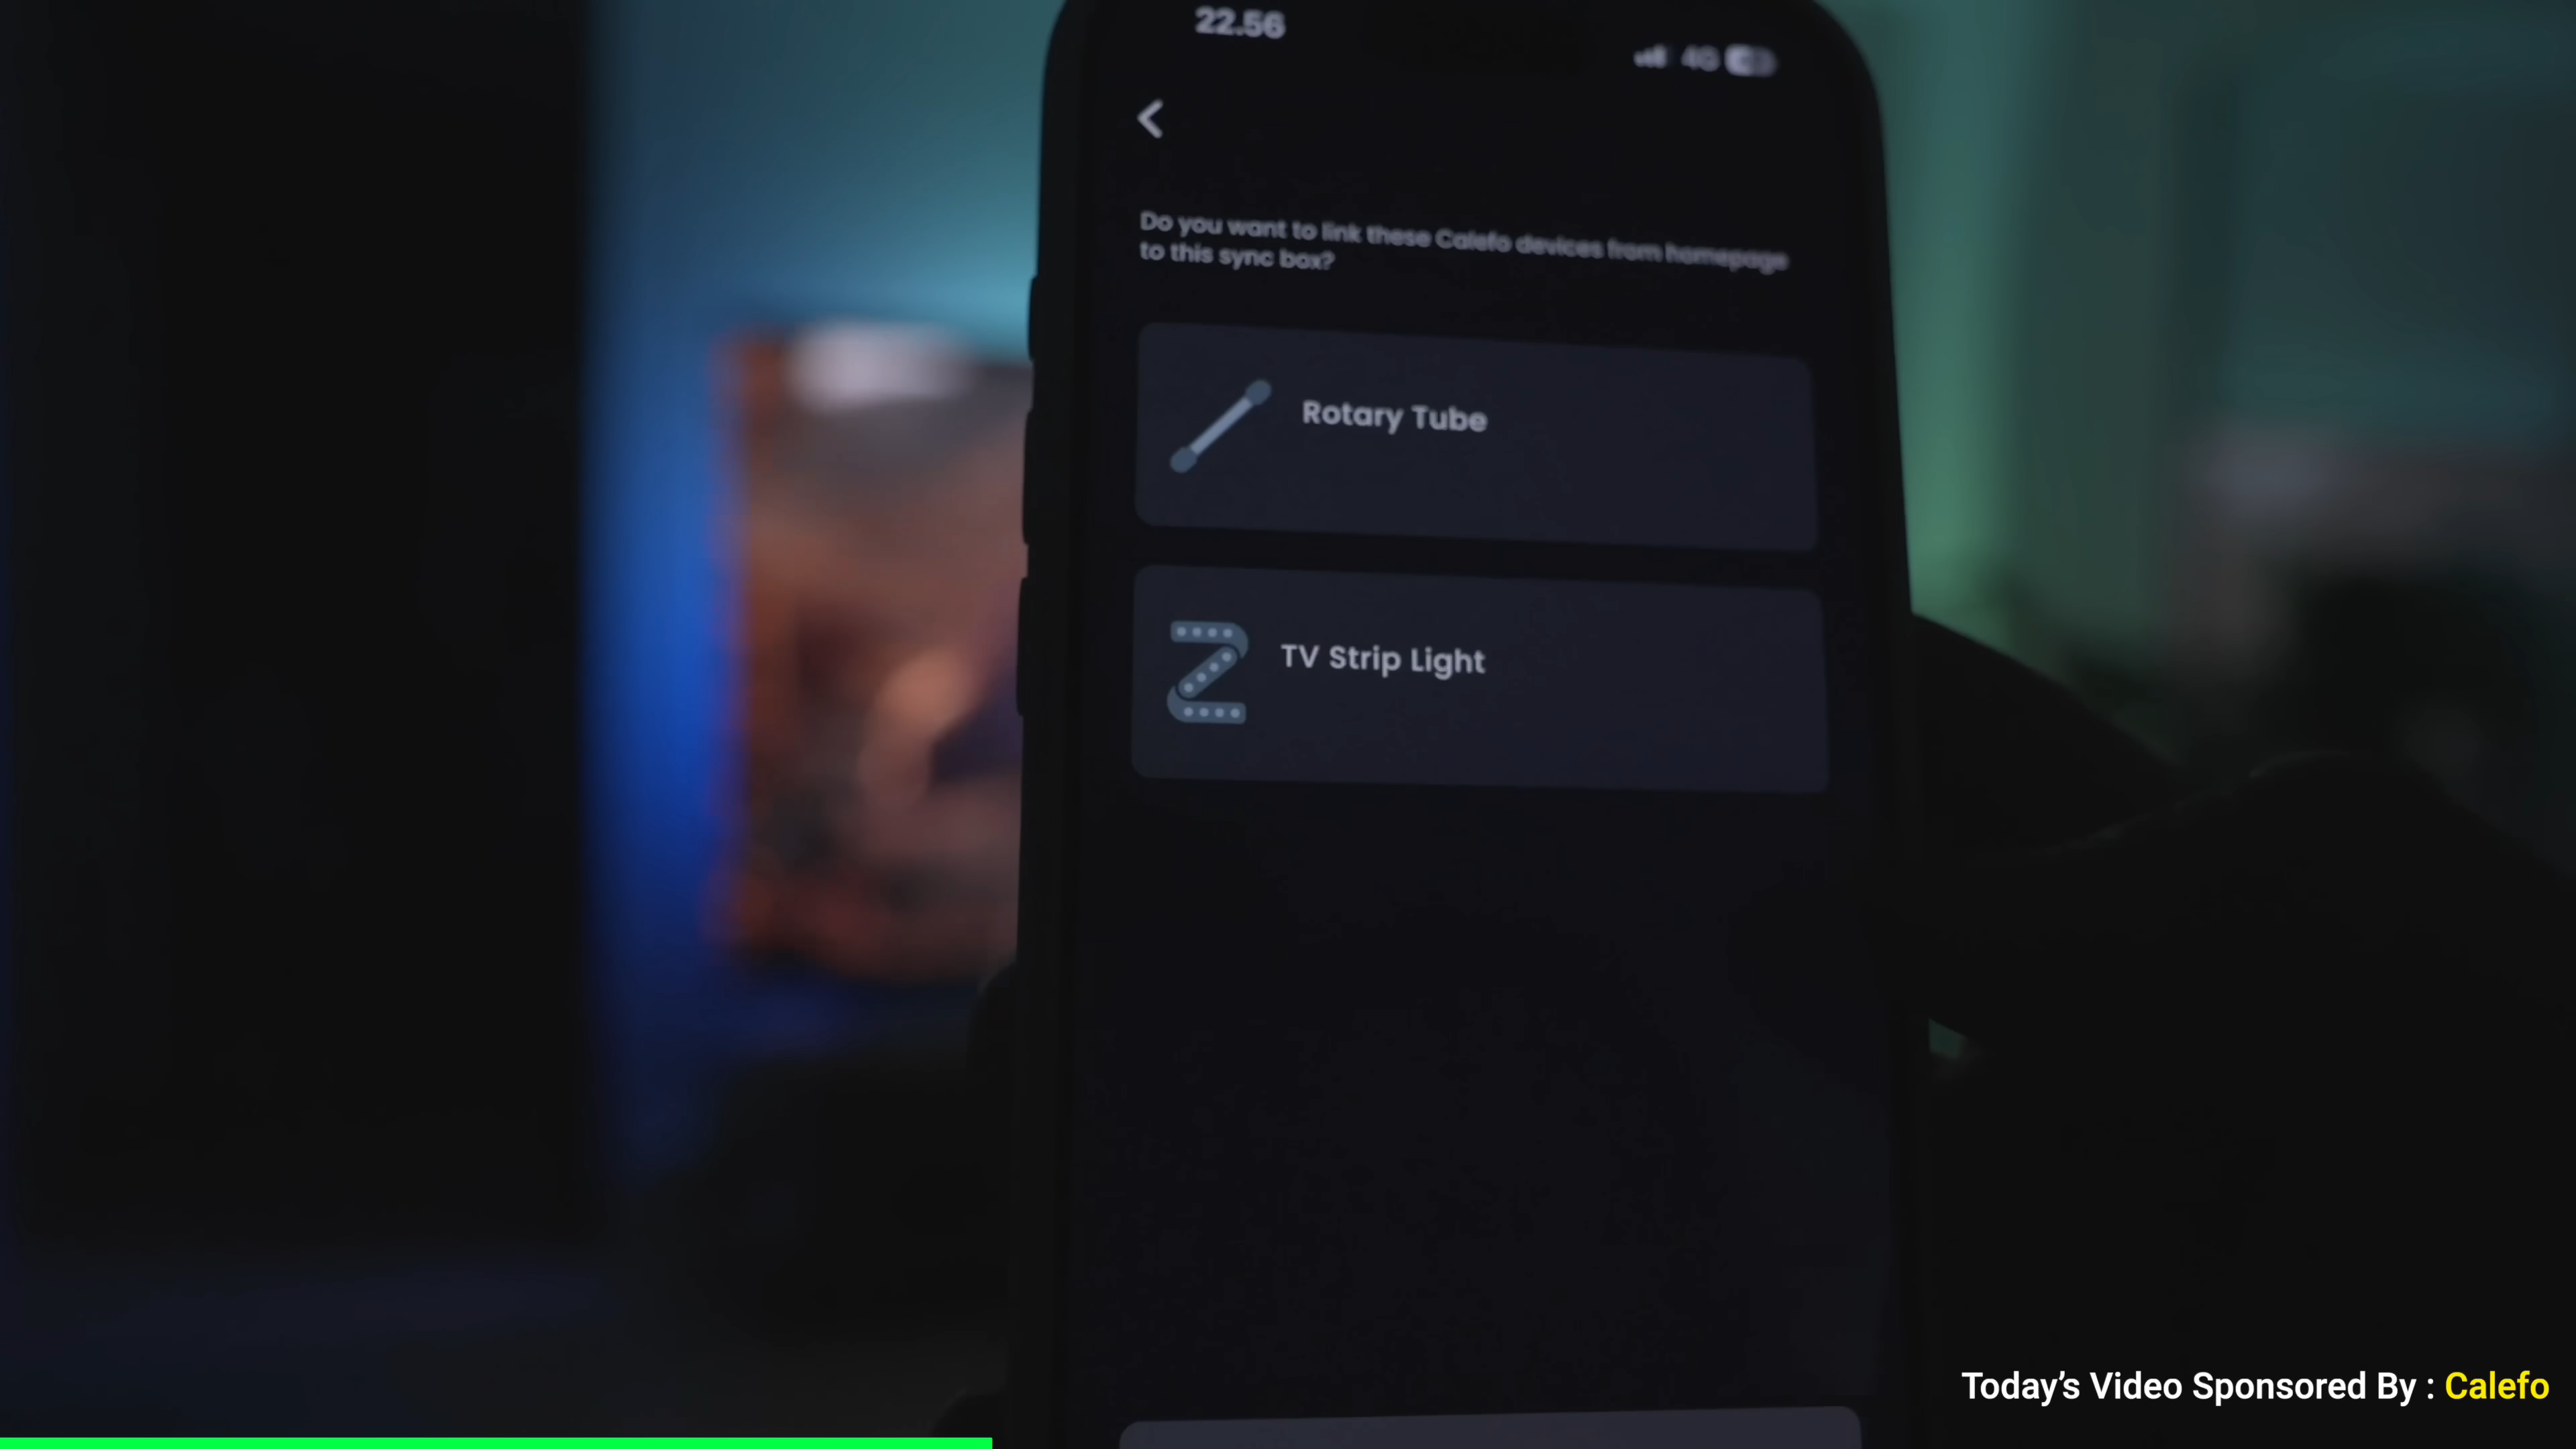 22.56
4G
Do you want to link these Calefo devices from homepage
to this sync box?
Rotary Tube
TV Strip Light
Today's Video Sponsored By : Calefo